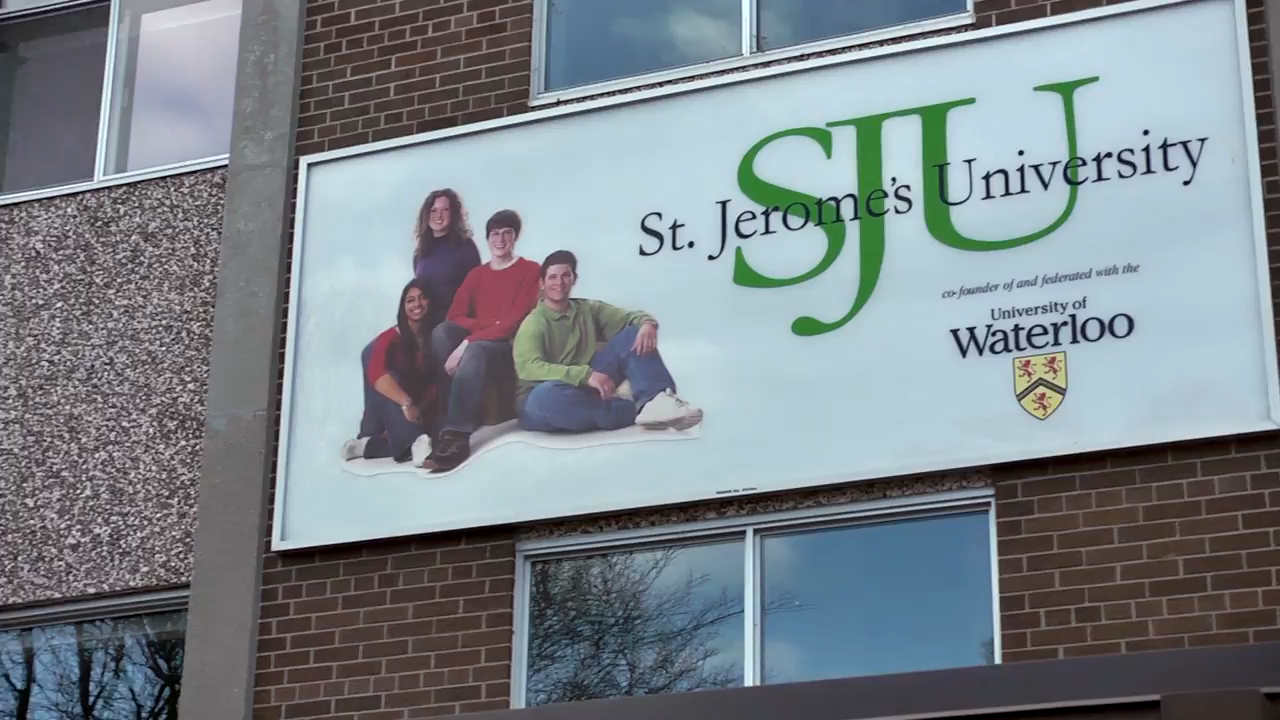 SJU
St. Jerome's University
co-founder of and federated with the
University of
Waterloo